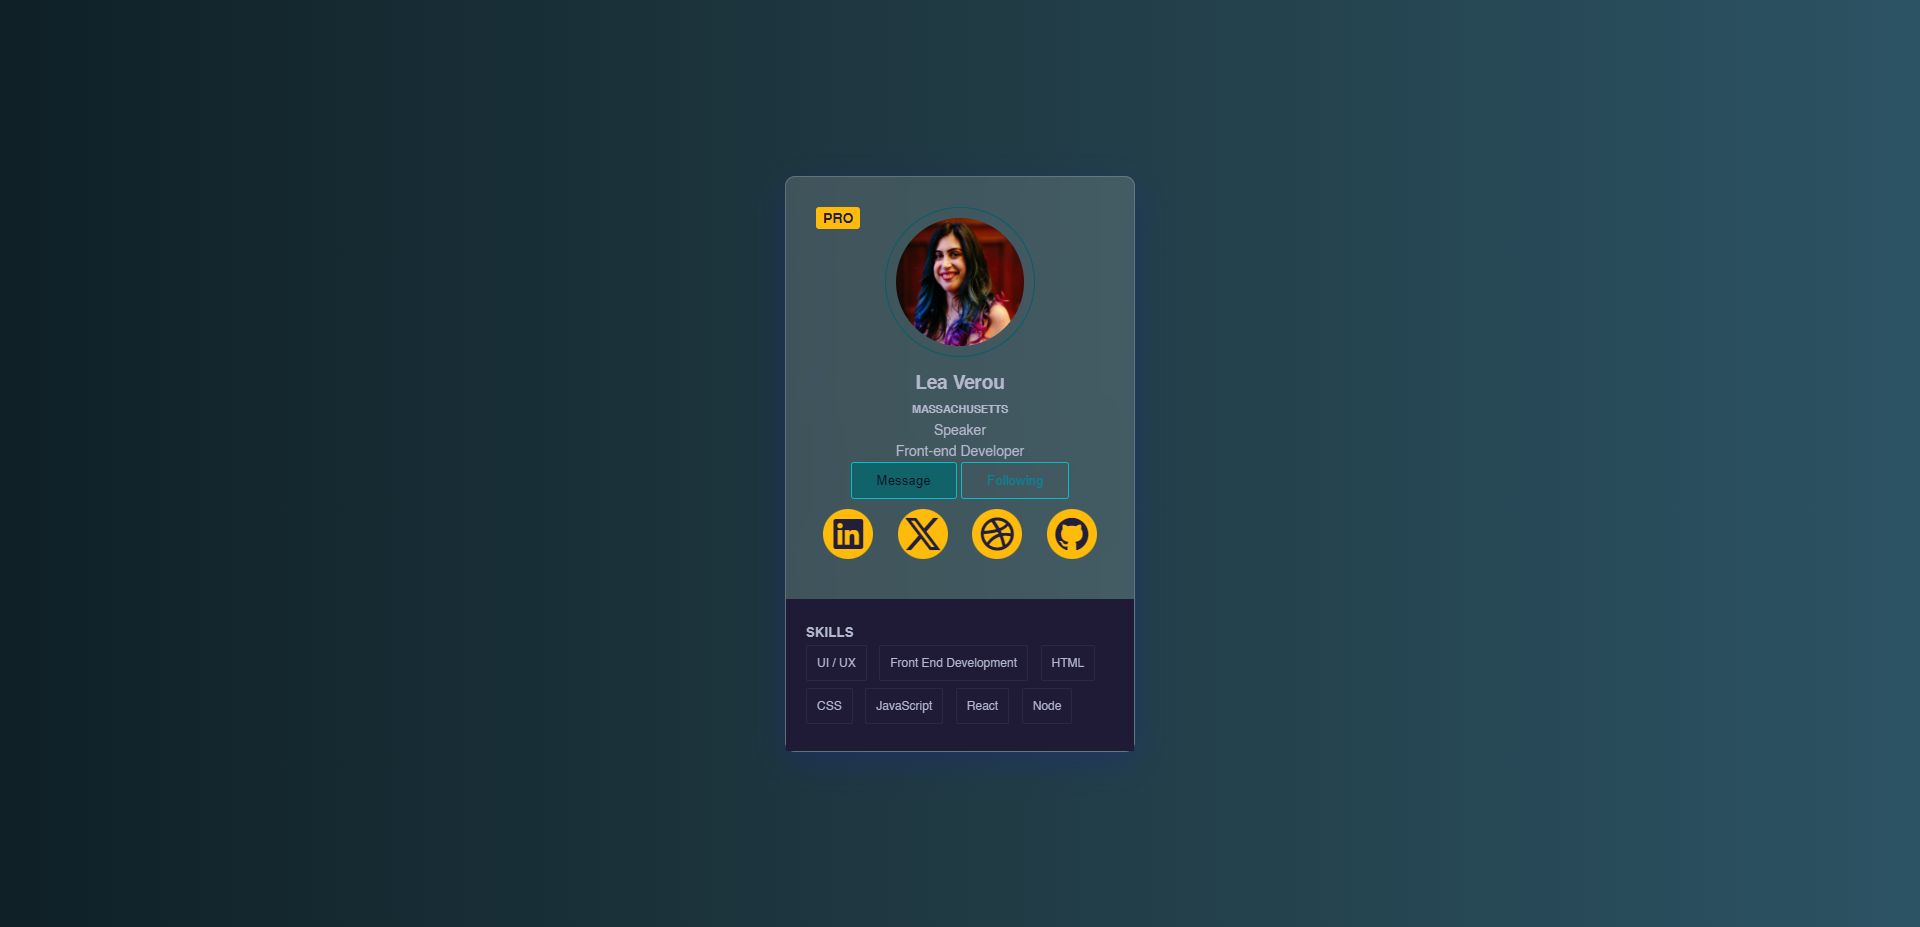 PRO
Lea Verou
MASSACHUSETTS
Speaker
Front-end Developer
Message Following
SKILLS
UI / UX Front End Development HTML
CSS JavaScript React Node